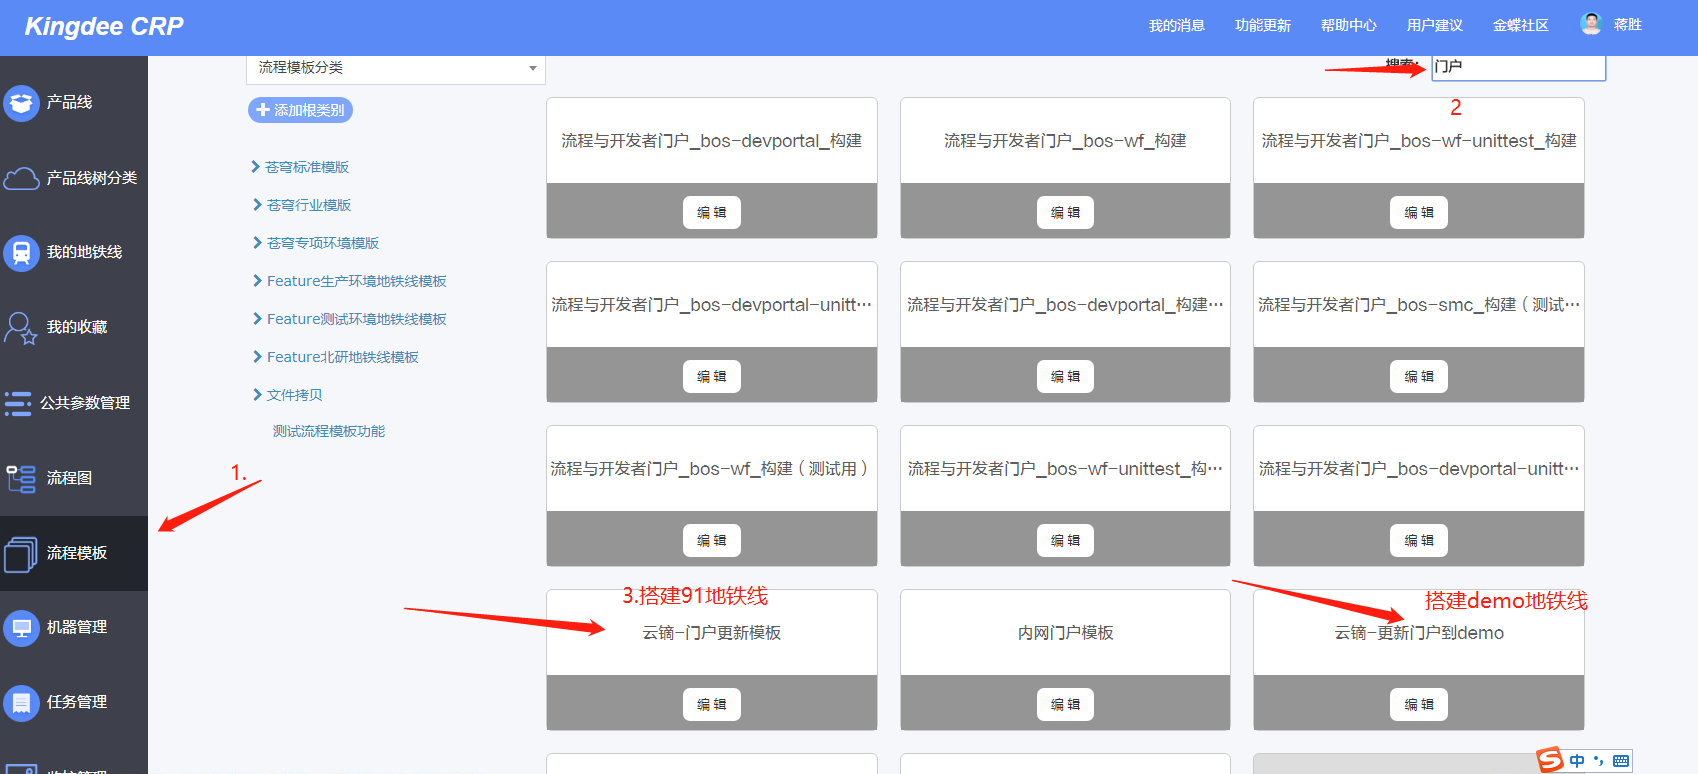 Kingdee CRP
我的消息
功能更新
帮助中心
用户建议
金蝶社区
蒋胜
产品线
产品线树分类
我的地铁线
我的收藏
公共参数管理
流程图
流程模板
机器管理
任务管理
流程模板分类
搜索:
门户
添加根类别
苍穹标准模版
苍穹行业模版
苍穹专项环境模版
Feature生产环境地铁线模板
Feature测试环境地铁线模板
Feature北研地铁线模板
文件拷贝
测试流程模板功能
1.
2
流程与开发者门户_bos-devportal_构建
编 辑
流程与开发者门户_bos-wf_构建
编 辑
流程与开发者门户_bos-wf-unittest_构建
编 辑
流程与开发者门户_bos-devportal-unitt···
编 辑
流程与开发者门户_bos-devportal_构建···
编 辑
流程与开发者门户_bos-smc_构建（测试···
编 辑
流程与开发者门户_bos-wf_构建（测试用）
编 辑
流程与开发者门户_bos-wf-unittest_构···
编 辑
流程与开发者门户_bos-devportal-unitt···
编 辑
3.搭建91地铁线
云镝-门户更新模板
编 辑
内网门户模板
编 辑
搭建demo地铁线
云镝-更新门户到demo
编 辑
中